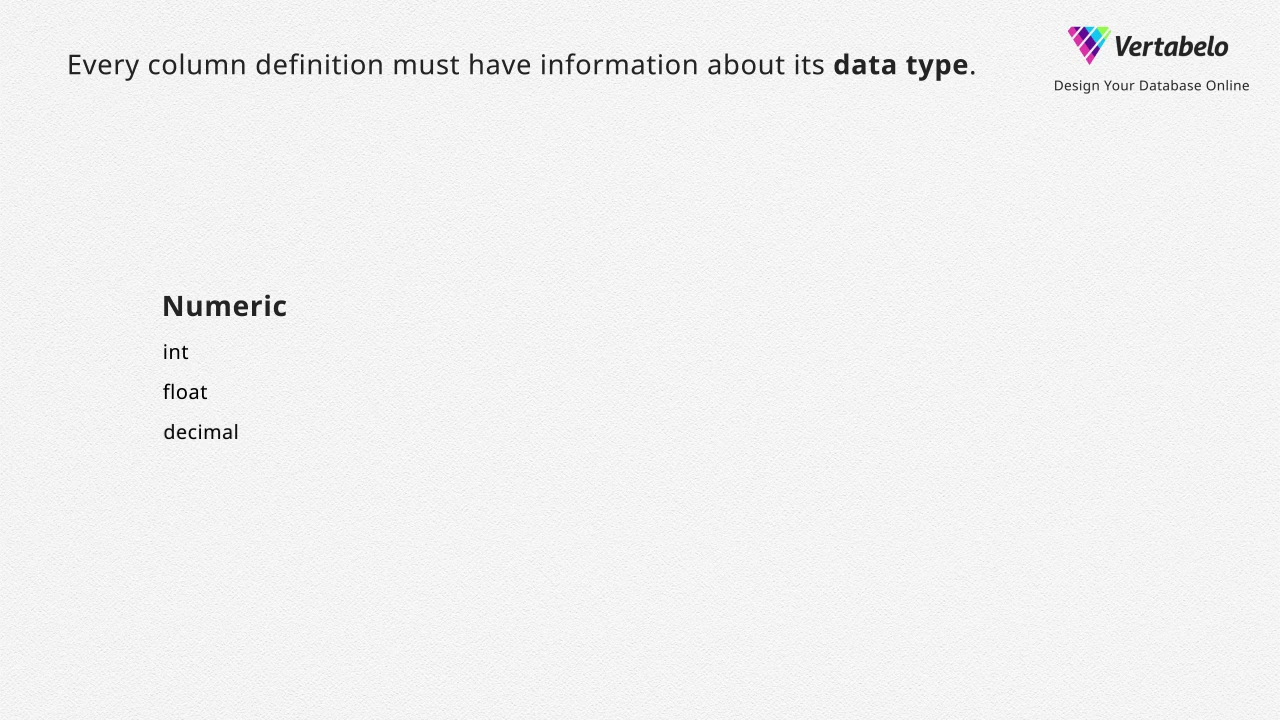 Every column definition must have information about its data type.
Vertabelo
Design Your Database Online
Numeric
int
float
decimal